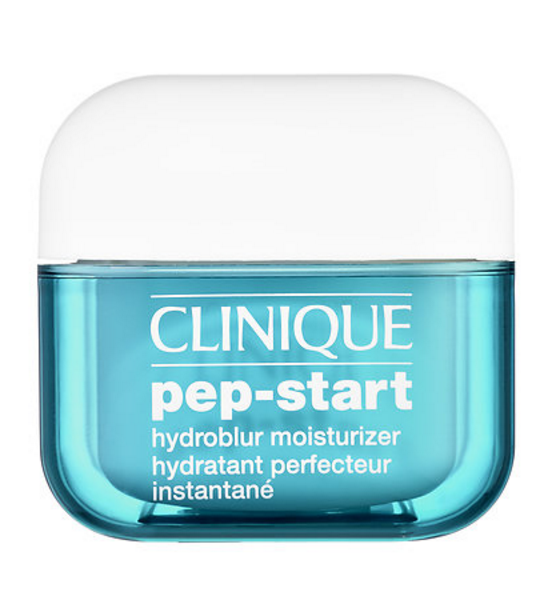 CLINIQUE
pep-start
hydroblur moisturizer
hydratant perfecteur
instantané